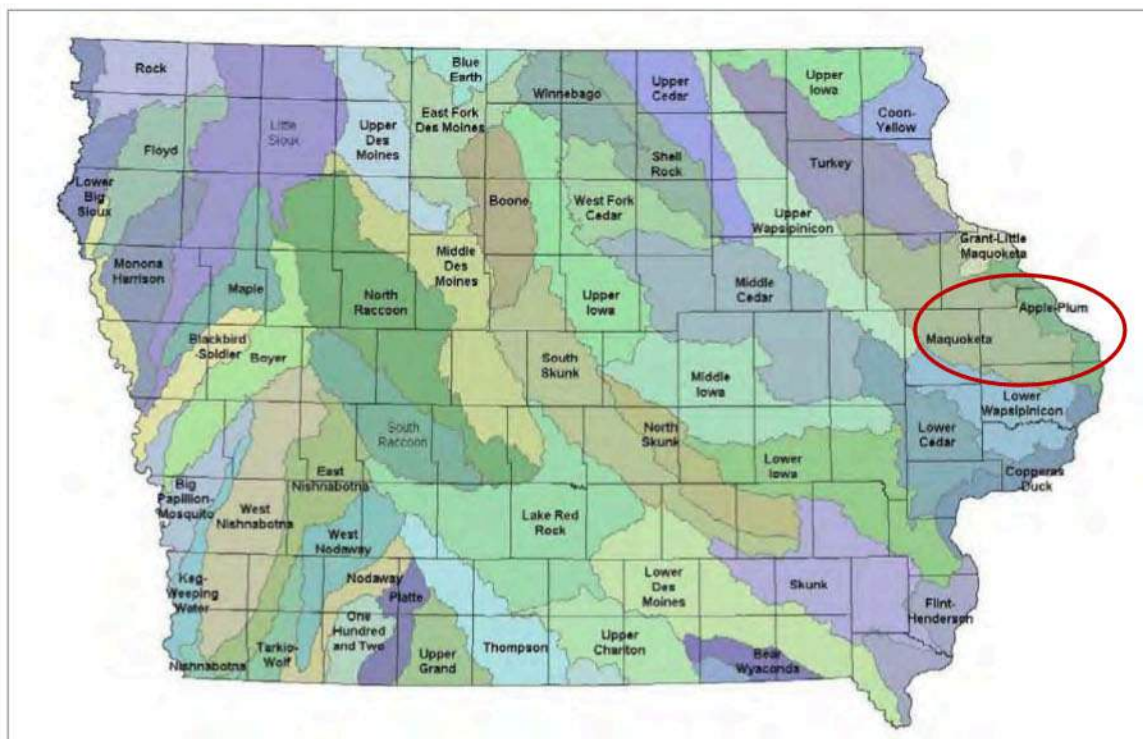 Rock
Blue
Earth
Winnebago
Upper
Cedar
Upper
Iowa
Coon-
Yellow
Floyd
Little
Sioux
Upper
Des Moines
East Fork
Des Moines
Shell
Rock
Turkey
Lower
Big
Sioux
Boone
West Fork
Cedar
Upper
Wapsipinicon
Grant-Little
Maquoketa
Monona
Harrison
Maple
North
Raccoon
Middle
Des
Moines
Upper
Iowa
Middle
Cedar
Apple-Plum
Maquoketa
Blackbird
-Soldier
Boyer
South
Skunk
Middle
Iowa
Lower
Wapsipinicon
South
Raccoon
North
Skunk
Lower
Cedar
Lower
Iowa
Copperas
Duck
Big
Papillion-
Mosquito
East
Nishnabotna
West
Nishnabotna
Lake Red
Rock
West
Nodaway
Keg-
Weeping
Water
Nodaway
Platte
Lower
Des
Moines
Skunk
Flint-
Henderson
One
Hundred
and Two
Tarkio-
Wolf
Nishnabotna
Upper
Grand
Thompson
Upper
Chariton
Bear
Wyaconda